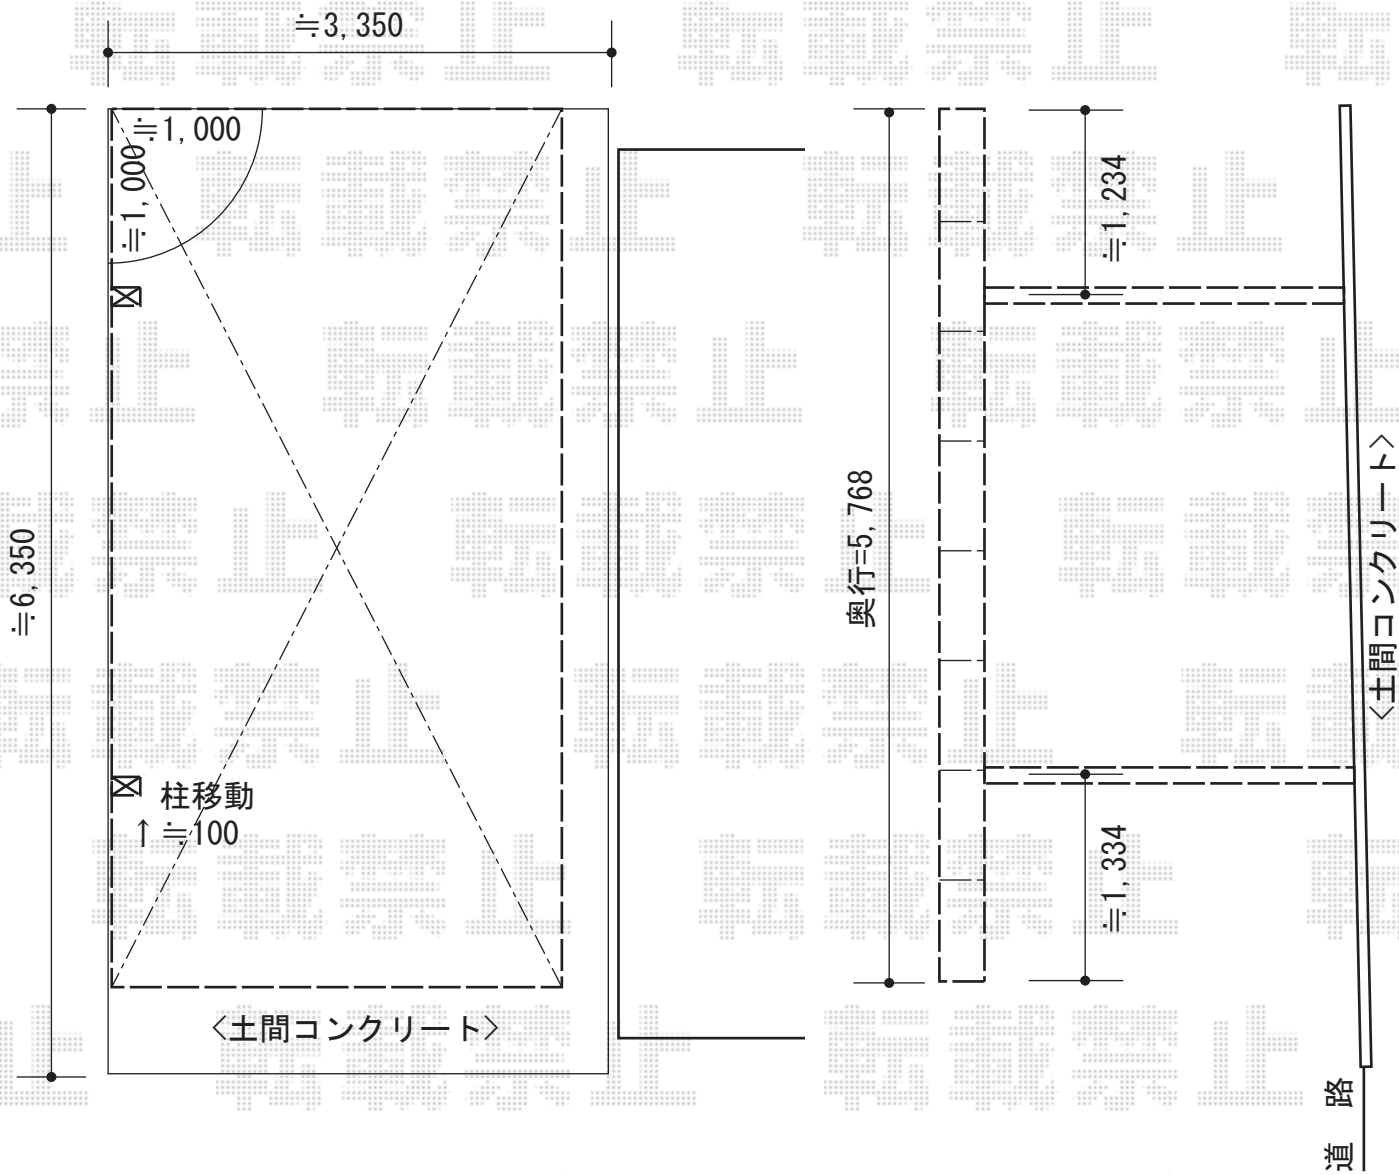 ≒3,350
≒1,000
≒1,000
≒6,350
柱移動
↑ ≒100
<土間コンクリート>
奥行=5,768
≒1,234
≒1,334
<土間コンクリート>
道 路
転載禁止